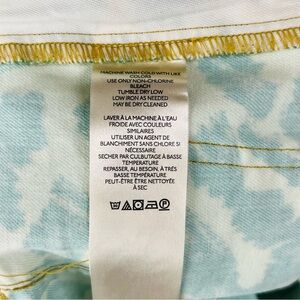 MACHINE WASH COLD WITH LIKE
COLORS
USE ONLY NON-CHLORINE
BLEACH
TUMBLE DRY LOW
LOW IRON AS NEEDED
MAY BE DRY CLEANED
LAVER À LA MACHINE À L'EAU
FROIDE AVEC COULEURS
SIMILAIRES
UTILISER UN AGENT DE
BLANCHIMENT SANS CHLORE SI
NÉCESSAIRE
SECHER PAR CULBUTAGE À BASSE
TEMPÉRATURE
REPASSER, AU BESOIN, À TRÈS
BASSE TEMPÉRATURE
PEUT-ÊTRE ÊTRE NETTOYÉE
À SEC